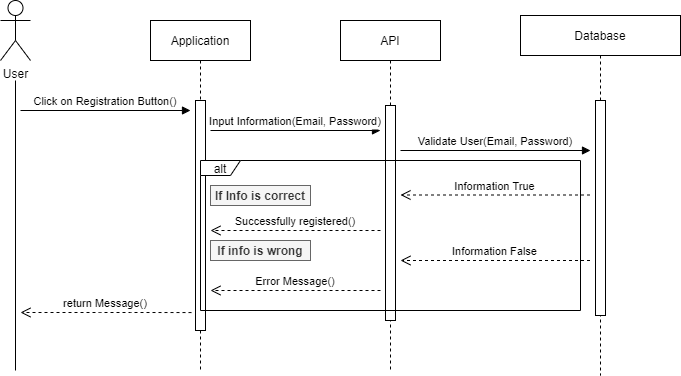 Application
API
Database
User
Click on Registration Button()
Input Information(Email, Password)
Validate User(Email, Password)
alt
If Info is correct
Information True
Successfully registered()
If info is wrong
Information False
Error Message()
return Message()